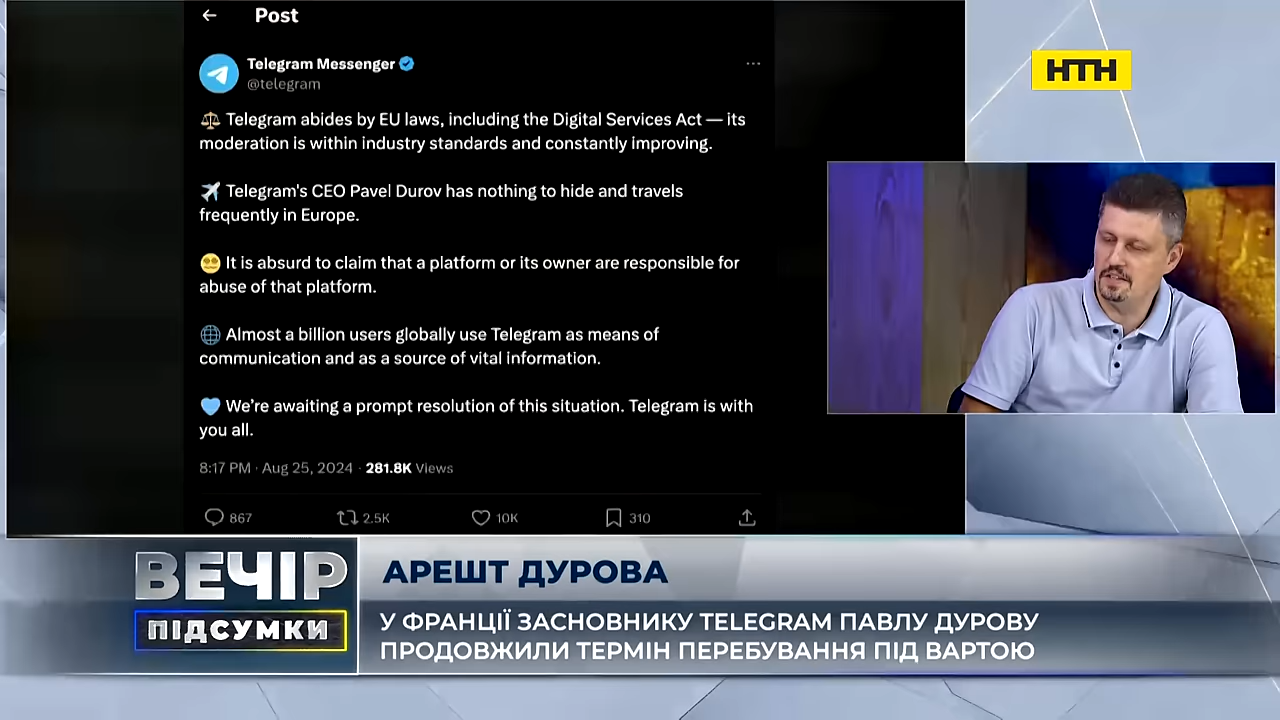 Post
Telegram Messenger
@telegram
⚖️ Telegram abides by EU laws, including the Digital Services Act — its
moderation is within industry standards and constantly improving.
✈️ Telegram's CEO Pavel Durov has nothing to hide and travels
frequently in Europe.
😵‍💫 It is absurd to claim that a platform or its owner are responsible for
abuse of that platform.
🌐 Almost a billion users globally use Telegram as means of
communication and as a source of vital information.
🩵 We're awaiting a prompt resolution of this situation. Telegram is with
you all.
8:17 PM · Aug 25, 2024 · 281.8K Views
867 2.5K 10K 310
НТН
ВЕЧІР
ПІДСУМКИ
АРЕШТ ДУРОВА
У ФРАНЦІЇ ЗАСНОВНИКУ TELEGRAM ПАВЛУ ДУРОВУ
ПРОДОВЖИЛИ ТЕРМІН ПЕРЕБУВАННЯ ПІД ВАРТОЮ